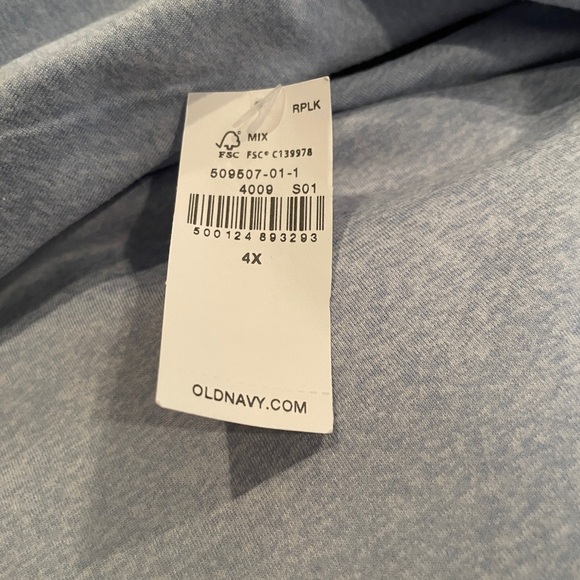 RPLK
MIX
FSC FSC® C139978
509507-01-1
4009 S01
500124 893293
4X
OLDNAVY.COM